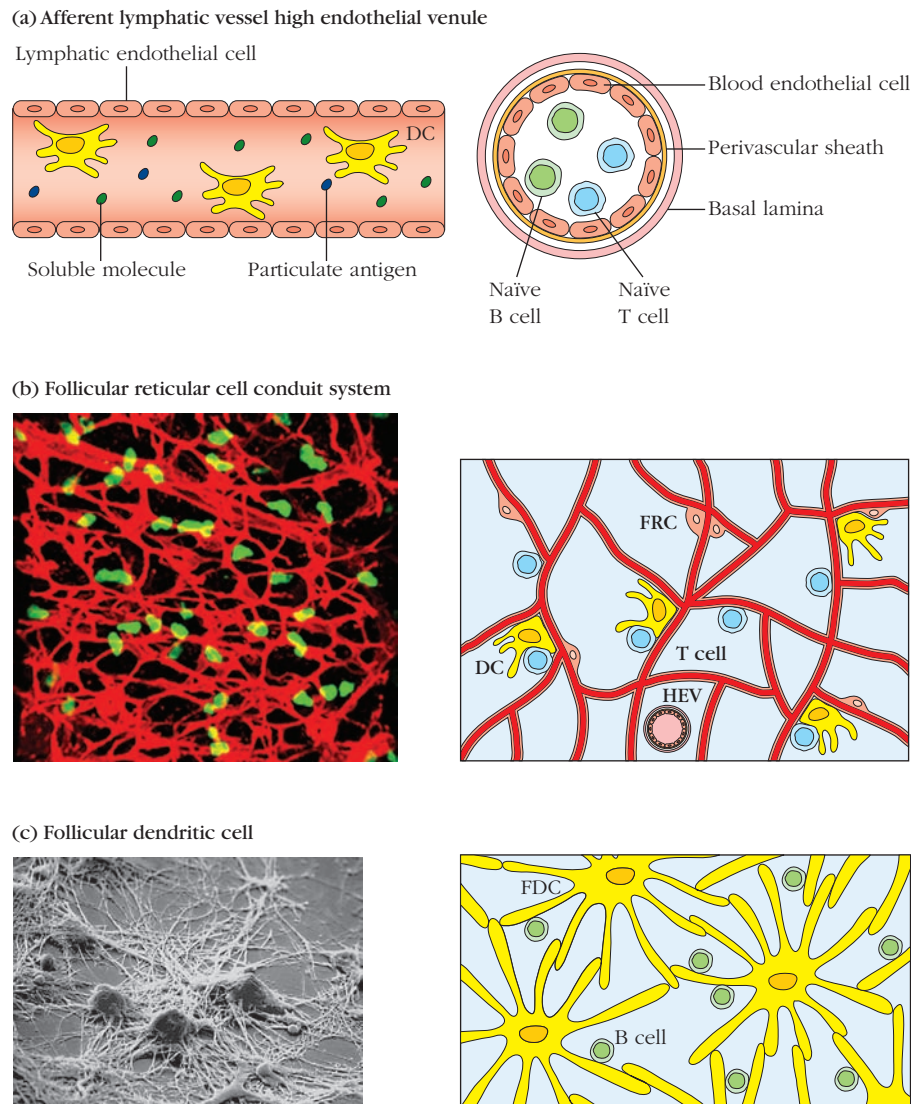 (a) Afferent lymphatic vessel high endothelial venule
Lymphatic endothelial cell
DC
Soluble molecule
Particulate antigen
Blood endothelial cell
Perivascular sheath
Basal lamina
Naïve
B cell
Naïve
T cell
(b) Follicular reticular cell conduit system
FRC
T cell
DC
HEV
(c) Follicular dendritic cell
FDC
B cell